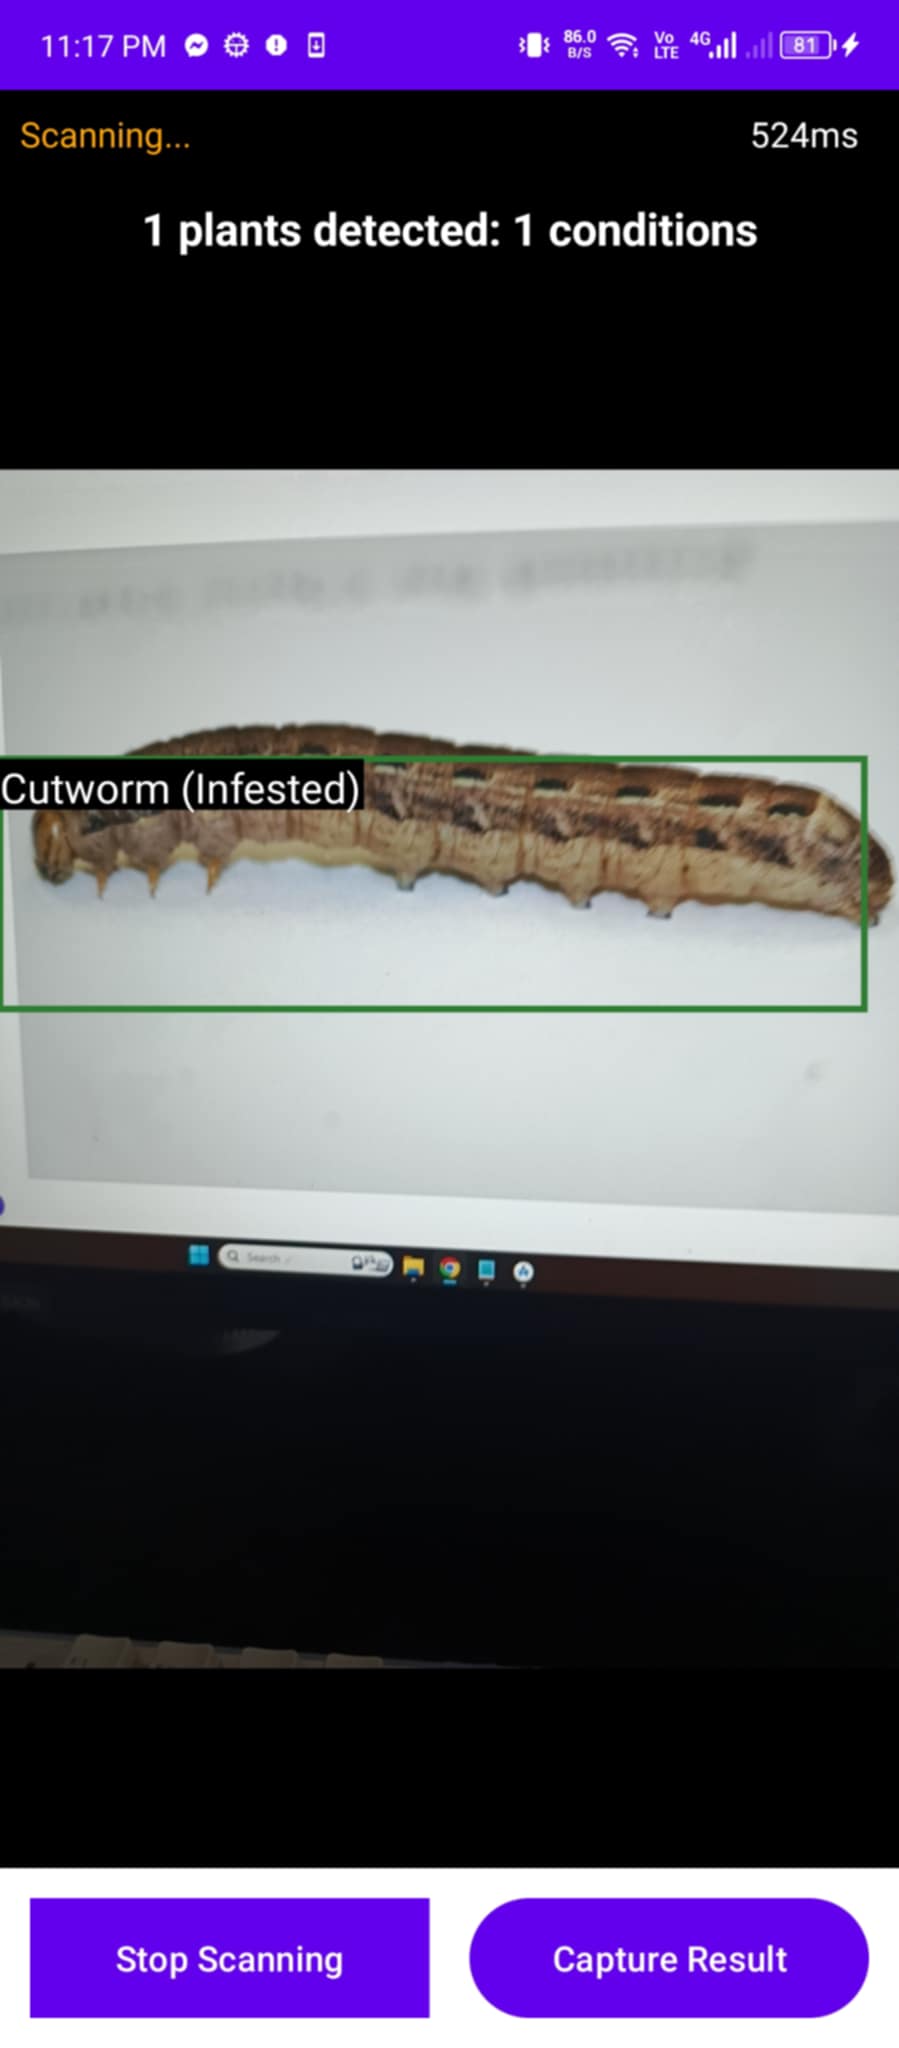 11:17 PM
86.0 B/S
Vo LTE 4G
81
Scanning...
524ms
1 plants detected: 1 conditions
Cutworm (Infested)
Search
Stop Scanning
Capture Result